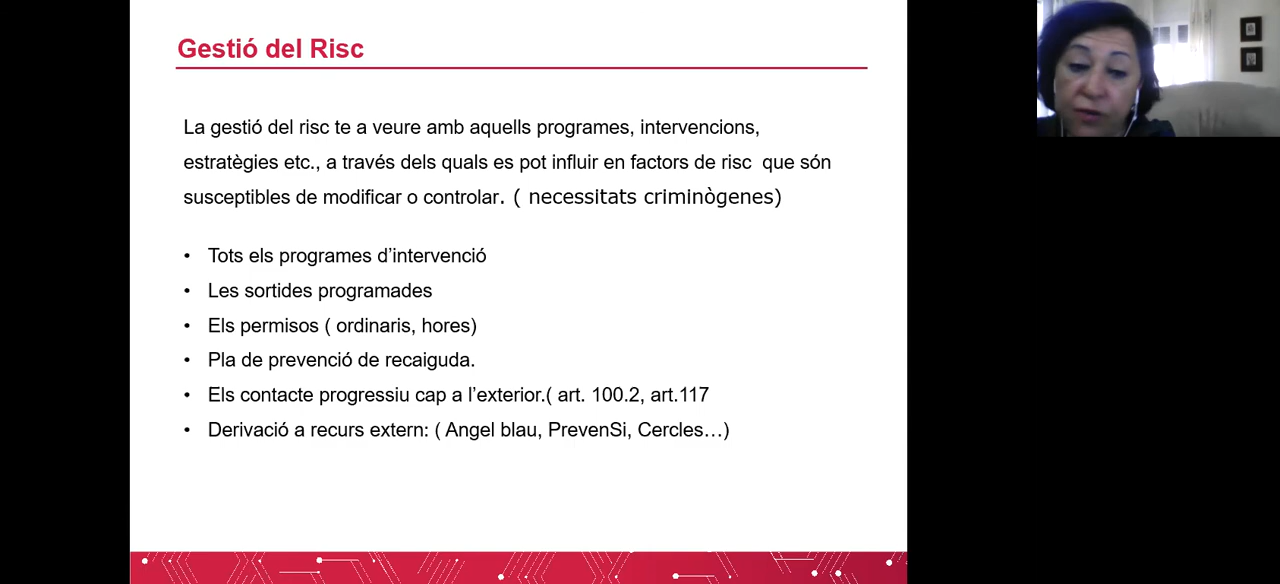 Gestió del Risc
La gestió del risc te a veure amb aquells programes, intervencions,
estratègies etc., a través dels quals es pot influir en factors de risc que són
susceptibles de modificar o controlar. ( necessitats criminògenes)
• Tots els programes d'intervenció
• Les sortides programades
• Els permisos ( ordinaris, hores)
• Pla de prevenció de recaiguda.
• Els contacte progressiu cap a l'exterior.( art. 100.2, art.117
• Derivació a recurs extern: ( Angel blau, PrevenSi, Cercles…)